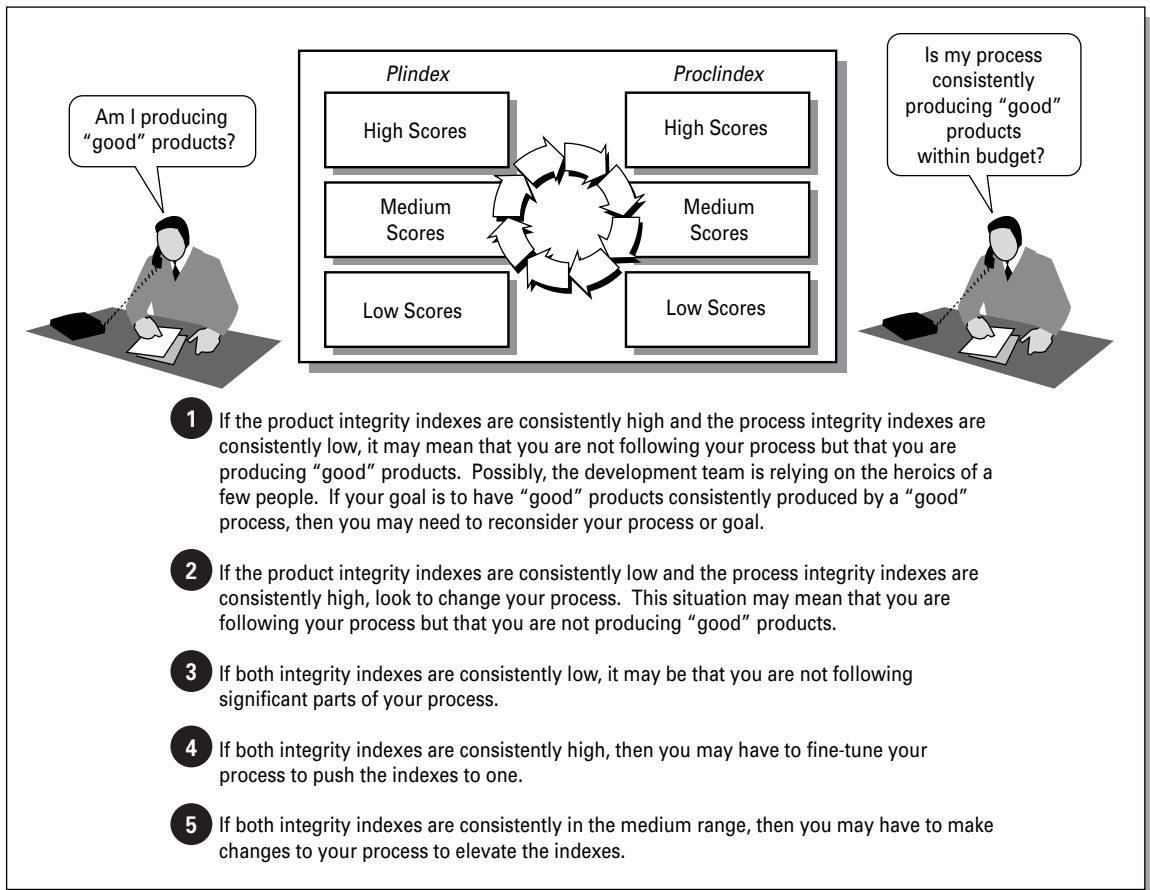 Am I producing
“good” products?
PIindex
ProcIindex
High Scores
High Scores
Medium
Scores
Medium
Scores
Low Scores
Low Scores
Is my process
consistently
producing “good”
products
within budget?
1 If the product integrity indexes are consistently high and the process integrity indexes are
consistently low, it may mean that you are not following your process but that you are
producing “good” products. Possibly, the development team is relying on the heroics of a
few people. If your goal is to have “good” products consistently produced by a “good”
process, then you may need to reconsider your process or goal.
2 If the product integrity indexes are consistently low and the process integrity indexes are
consistently high, look to change your process. This situation may mean that you are
following your process but that you are not producing “good” products.
3 If both integrity indexes are consistently low, it may be that you are not following
significant parts of your process.
4 If both integrity indexes are consistently high, then you may have to fine-tune your
process to push the indexes to one.
5 If both integrity indexes are consistently in the medium range, then you may have to make
changes to your process to elevate the indexes.